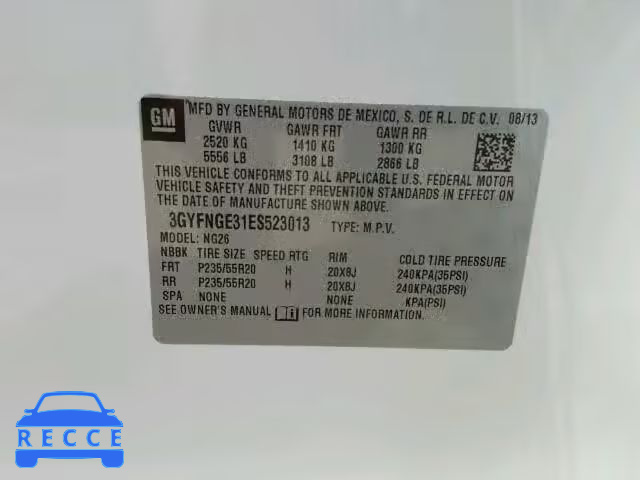 GM
MFD BY GENERAL MOTORS DE MEXICO, S. DE R.L. DE C.V. 08/13
GVWR GAWR FRT GAWR RR
2520 KG 1410 KG 1300 KG
5556 LB 3108 LB 2866 LB
THIS VEHICLE CONFORMS TO ALL APPLICABLE U.S. FEDERAL MOTOR
VEHICLE SAFETY AND THEFT PREVENTION STANDARDS IN EFFECT ON
THE DATE OF MANUFACTURE SHOWN ABOVE.
3GYFNGE31ES523013 TYPE: M.P.V.
MODEL: NG26
NBBK TIRE SIZE SPEED RTG RIM COLD TIRE PRESSURE
FRT P235/55R20 H 20X8J 240KPA(35PSI)
RR P235/55R20 H 20X8J 240KPA(35PSI)
SPA NONE NONE KPA(PSI)
SEE OWNER'S MANUAL FOR MORE INFORMATION.
RECCE